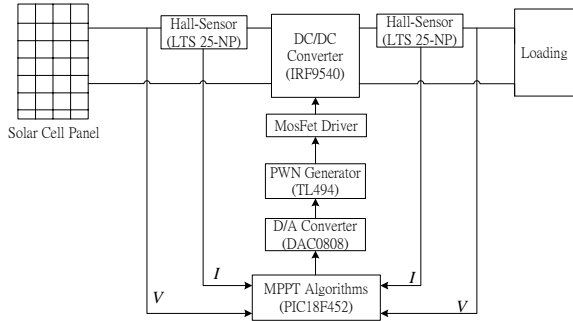 Hall-Sensor
(LTS 25-NP)
DC/DC
Converter
(IRF9540)
Hall-Sensor
(LTS 25-NP)
Loading
Solar Cell Panel
MosFet Driver
PWN Generator
(TL494)
D/A Converter
(DAC0808)
I
I
MPPT Algorithms
(PIC18F452)
V
V